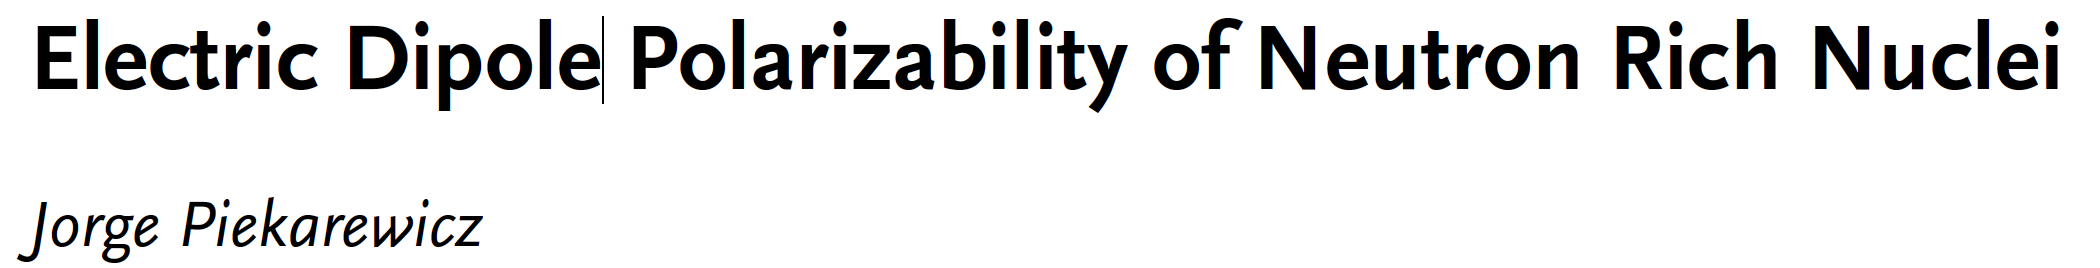 Electric Dipole Polarizability of Neutron Rich Nuclei
Jorge Piekarewicz